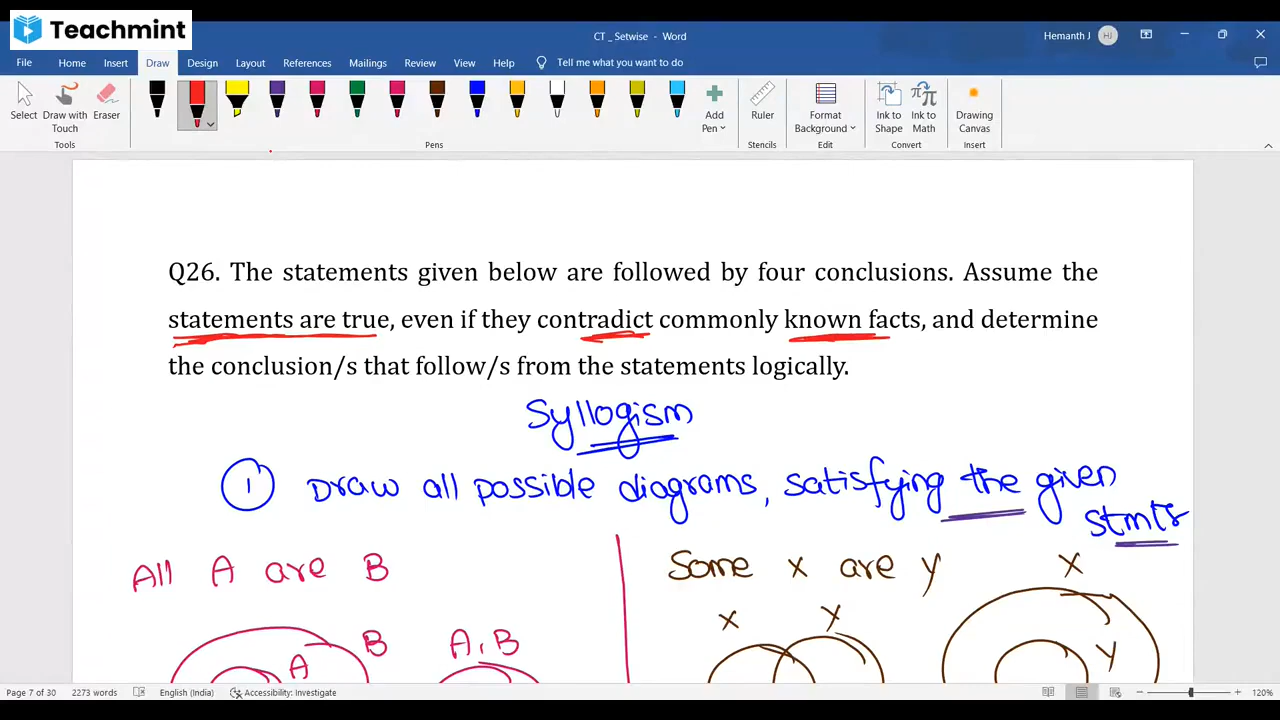 Teachmint
CT _ Setwise - Word
Hemanth J
HJ
File Home Insert Draw Design Layout References Mailings Review View Help Tell me what you want to do
Select Draw with Touch Eraser Add Pen Ruler Format Background Ink to Shape Ink to Math Drawing Canvas
Tools Pens Stencils Edit Convert Insert
Q26. The statements given below are followed by four conclusions. Assume the
statements are true, even if they contradict commonly known facts, and determine
the conclusion/s that follow/s from the statements logically.
Syllogism
1 Draw all possible diagrams, satisfying the given
stmts
All A are B
Some x are y
X
x y
B A, B
A
y
Page 7 of 30 2273 words English (India) Accessibility: Investigate 120%